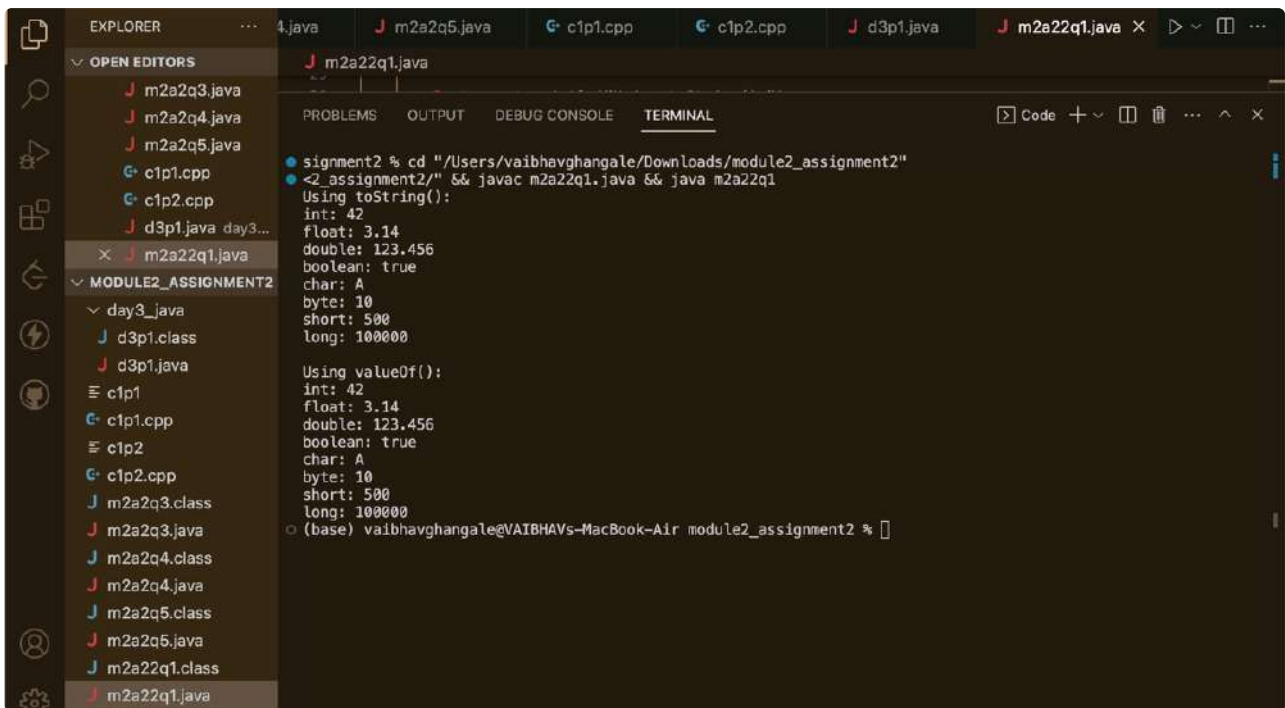 EXPLORER ...
OPEN EDITORS
m2a2q3.java
m2a2q4.java
m2a2q5.java
c1p1.cpp
c1p2.cpp
d3p1.java day3...
m2a22q1.java
MODULE2_ASSIGNMENT2
day3_java
d3p1.class
d3p1.java
c1p1
c1p1.cpp
c1p2
c1p2.cpp
m2a2q3.class
m2a2q3.java
m2a2q4.class
m2a2q4.java
m2a2q5.class
m2a2q5.java
m2a22q1.class
m2a22q1.java
4.java m2a2q5.java c1p1.cpp c1p2.cpp d3p1.java m2a22q1.java
m2a22q1.java
PROBLEMS OUTPUT DEBUG CONSOLE TERMINAL Code
signment2 % cd "/Users/vaibhavghangale/Downloads/module2_assignment2"
<2_assignment2/" && javac m2a22q1.java && java m2a22q1
Using toString():
int: 42
float: 3.14
double: 123.456
boolean: true
char: A
byte: 10
short: 500
long: 100000
Using valueOf():
int: 42
float: 3.14
double: 123.456
boolean: true
char: A
byte: 10
short: 500
long: 100000
(base) vaibhavghangale@VAIBHAVs-MacBook-Air module2_assignment2 %